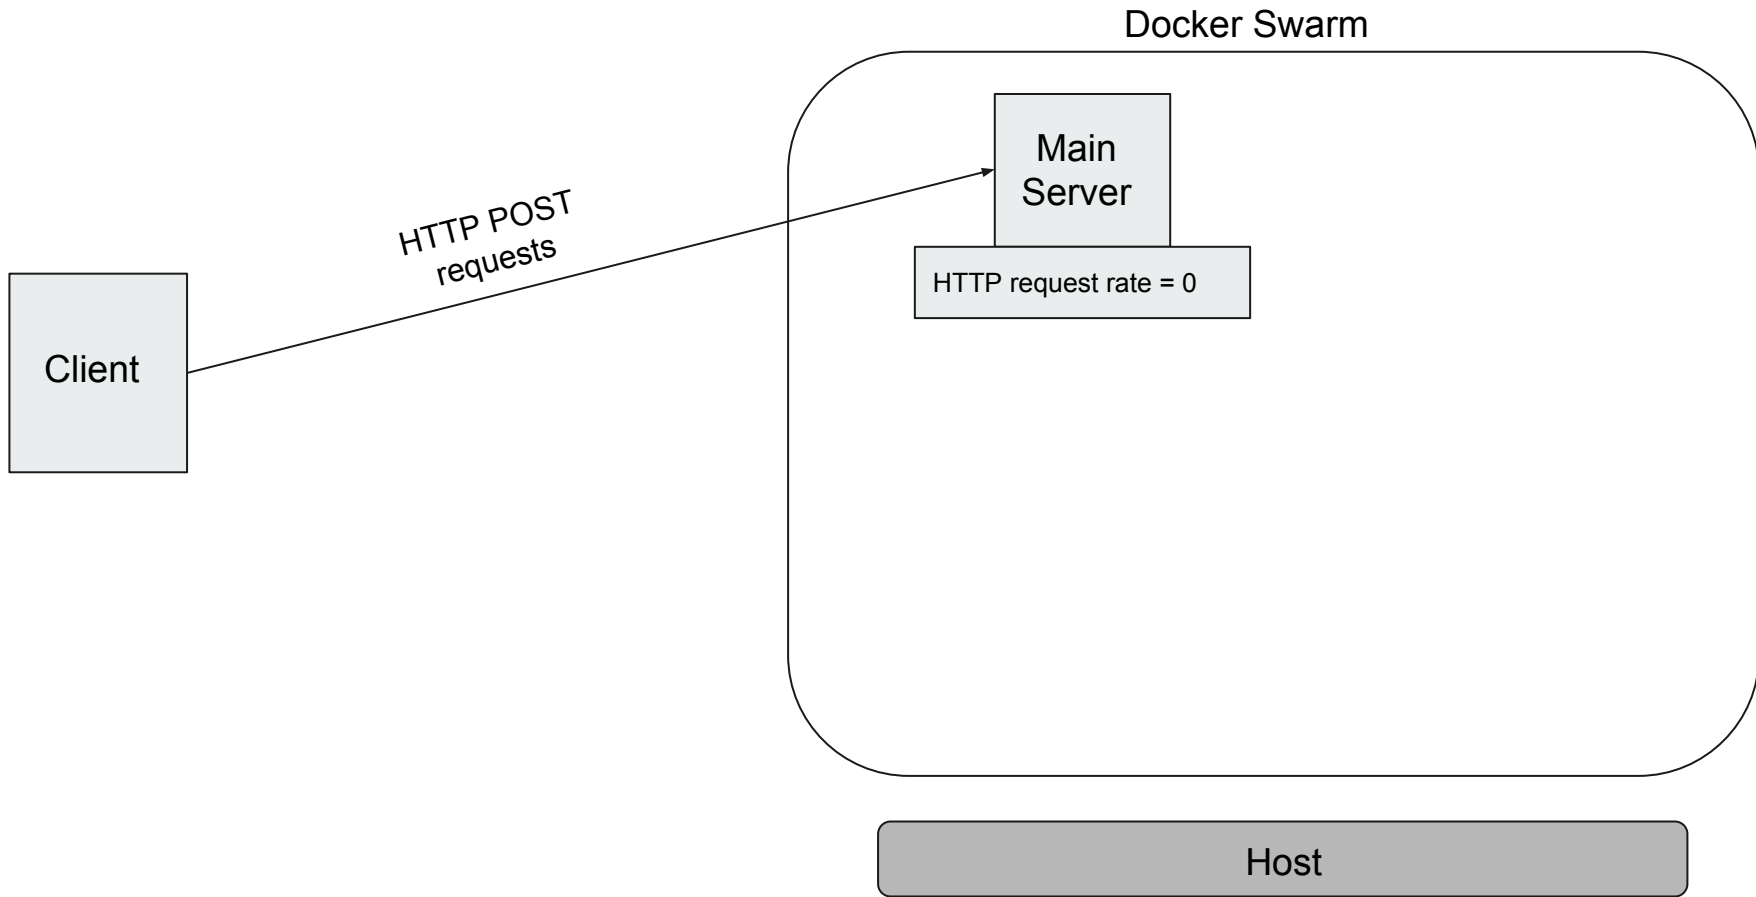 Docker Swarm
Main
Server
HTTP POST
requests
HTTP request rate = 0
Client
Host